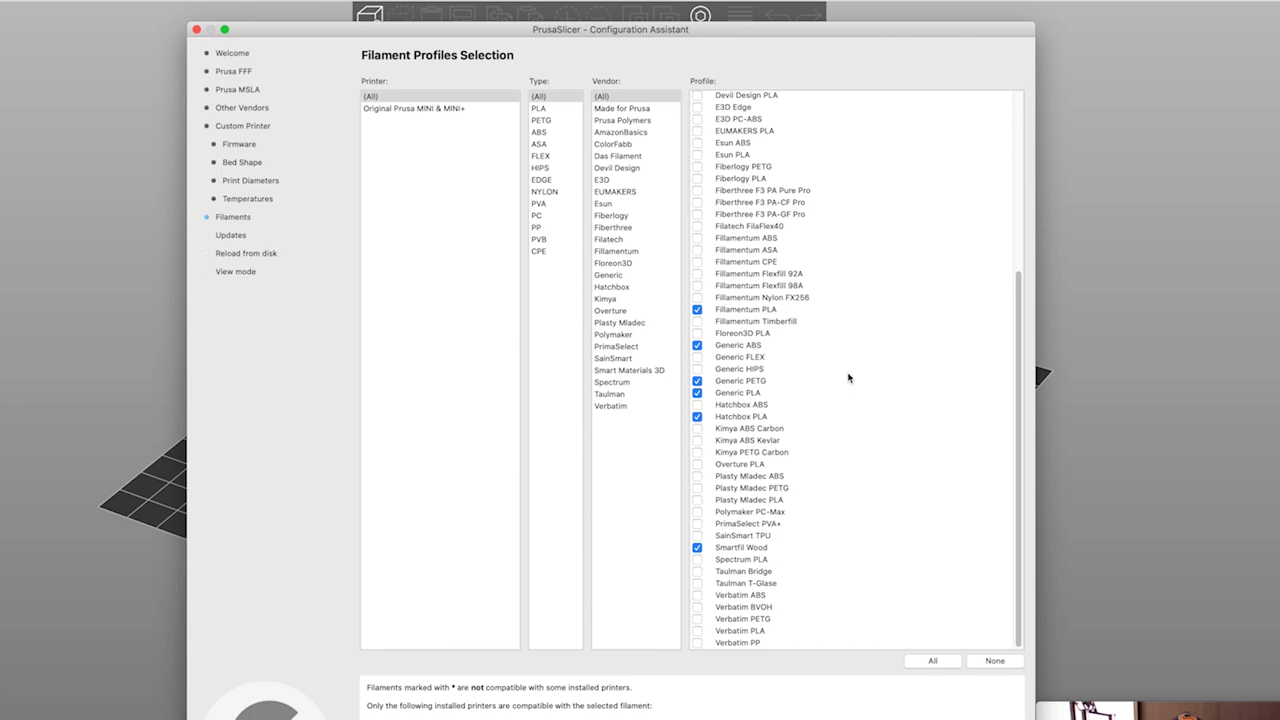 PrusaSlicer - Configuration Assistant
Welcome
Prusa FFF
Prusa MSLA
Other Vendors
Custom Printer
Firmware
Bed Shape
Print Diameters
Temperatures
Filaments
Updates
Reload from disk
View mode
Filament Profiles Selection
Printer:
(All)
Original Prusa MINI & MINI+
Type:
(All)
PLA
PETG
ABS
ASA
FLEX
HIPS
EDGE
NYLON
PVA
PC
PP
PVB
CPE
Vendor:
(All)
Made for Prusa
Prusa Polymers
AmazonBasics
ColorFabb
Das Filament
Devil Design
E3D
EUMAKERS
Esun
Fiberlogy
Fiberthree
Filatech
Fillamentum
Floreon3D
Generic
Hatchbox
Kimya
Overture
Plasty Mladec
Polymaker
PrimaSelect
SainSmart
Smart Materials 3D
Spectrum
Taulman
Verbatim
Profile:
Devil Design PLA
E3D Edge
E3D PC-ABS
EUMAKERS PLA
Esun ABS
Esun PLA
Fiberlogy PETG
Fiberlogy PLA
Fiberthree F3 PA Pure Pro
Fiberthree F3 PA-CF Pro
Fiberthree F3 PA-GF Pro
Filatech FilaFlex40
Fillamentum ABS
Fillamentum ASA
Fillamentum CPE
Fillamentum Flexfill 92A
Fillamentum Flexfill 98A
Fillamentum Nylon FX256
Fillamentum PLA
Fillamentum Timberfill
Floreon3D PLA
Generic ABS
Generic FLEX
Generic HIPS
Generic PETG
Generic PLA
Hatchbox ABS
Hatchbox PLA
Kimya ABS Carbon
Kimya ABS Kevlar
Kimya PETG Carbon
Overture PLA
Plasty Mladec ABS
Plasty Mladec PETG
Plasty Mladec PLA
Polymaker PC-Max
PrimaSelect PVA+
SainSmart TPU
Smartfil Wood
Spectrum PLA
Taulman Bridge
Taulman T-Glase
Verbatim ABS
Verbatim BVOH
Verbatim PETG
Verbatim PLA
Verbatim PP
All
None
Filaments marked with * are not compatible with some installed printers.
Only the following installed printers are compatible with the selected filament: